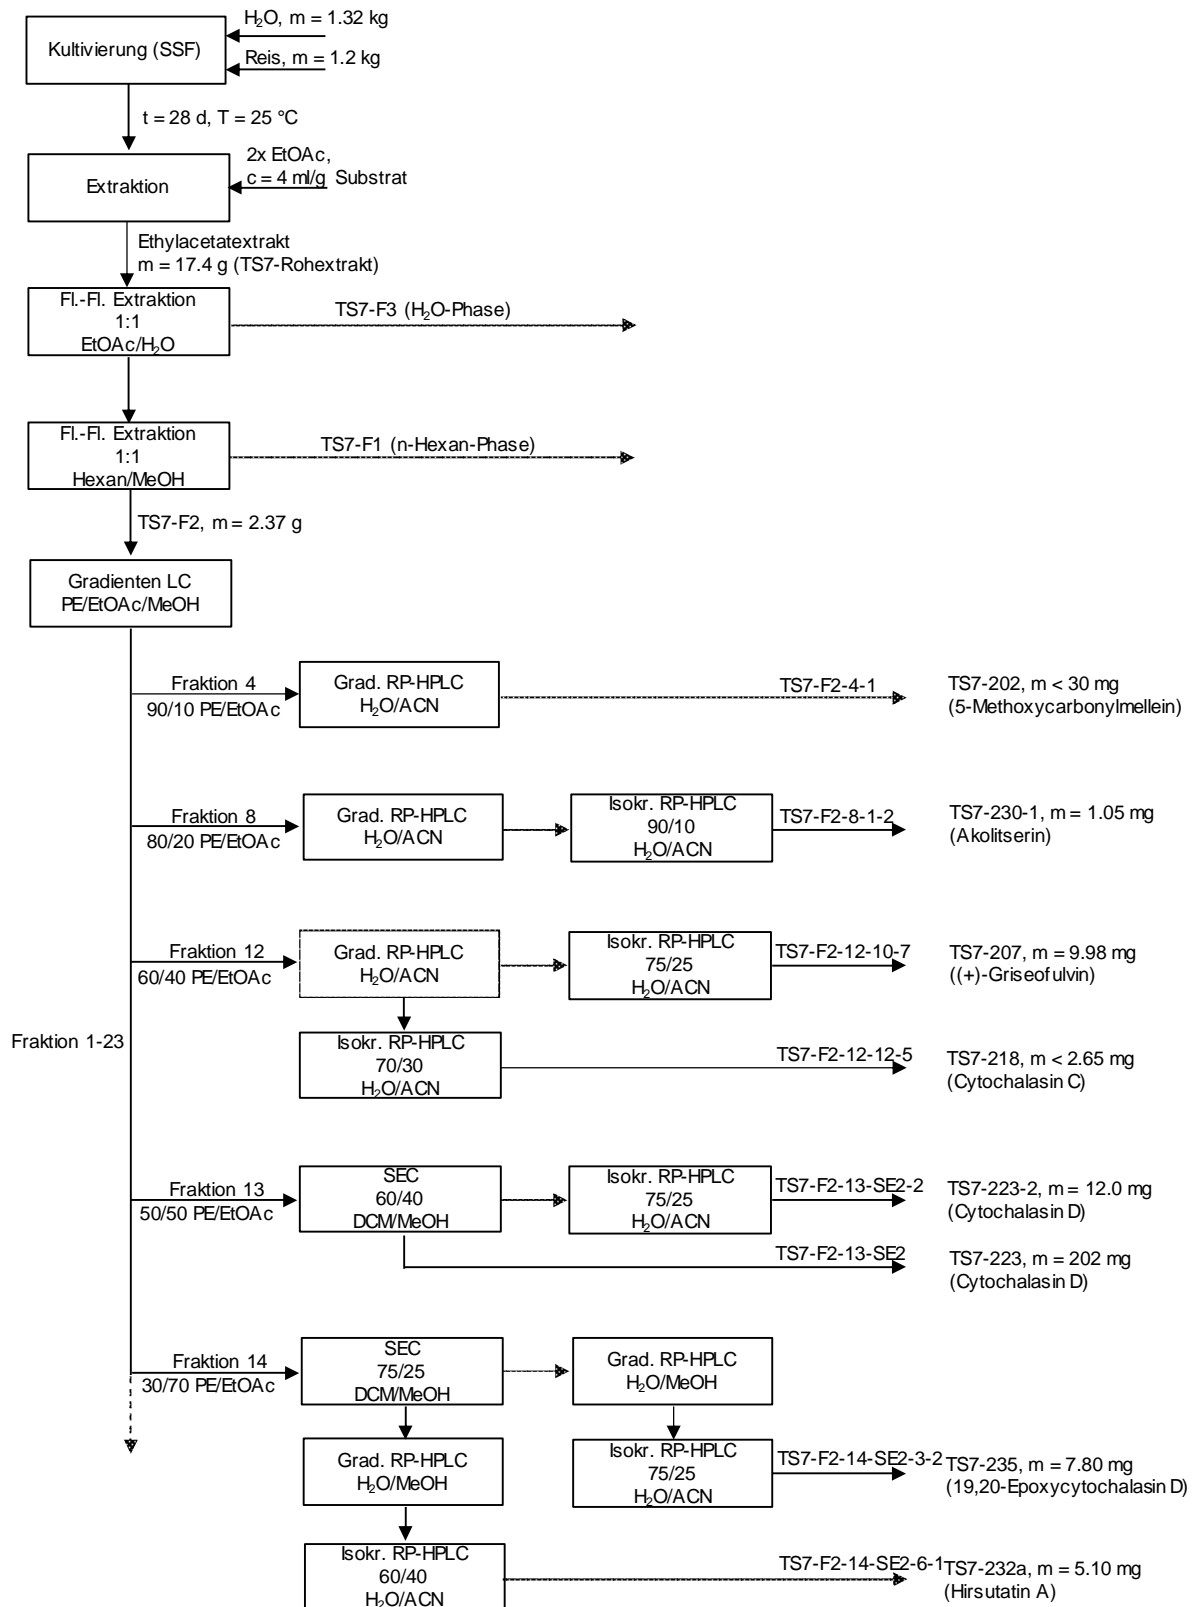 H₂O, m = 1.32 kg
Kultivierung (SSF)
Reis, m = 1.2 kg
t = 28 d, T = 25 °C
2x EtOAc,
c = 4 ml/g Substrat
Extraktion
Ethylacetatextrakt
m = 17.4 g (TS7-Rohextrakt)
Fl.-Fl. Extraktion
1:1
EtOAc/H₂O
TS7-F3 (H₂O-Phase)
Fl.-Fl. Extraktion
1:1
Hexan/MeOH
TS7-F1 (n-Hexan-Phase)
TS7-F2, m = 2.37 g
Gradienten LC
PE/EtOAc/MeOH
Fraktion 1-23
Fraktion 4
90/10 PE/EtOAc
Grad. RP-HPLC
H₂O/ACN
TS7-F2-4-1
TS7-202, m < 30 mg
(5-Methoxycarbonylmellein)
Fraktion 8
80/20 PE/EtOAc
Grad. RP-HPLC
H₂O/ACN
Isokr. RP-HPLC
90/10
H₂O/ACN
TS7-F2-8-1-2
TS7-230-1, m = 1.05 mg
(Akolitserin)
Fraktion 12
60/40 PE/EtOAc
Grad. RP-HPLC
H₂O/ACN
Isokr. RP-HPLC
75/25
H₂O/ACN
TS7-F2-12-10-7
TS7-207, m = 9.98 mg
((+)-Griseofulvin)
Isokr. RP-HPLC
70/30
H₂O/ACN
TS7-F2-12-12-5
TS7-218, m < 2.65 mg
(Cytochalasin C)
Fraktion 13
50/50 PE/EtOAc
SEC
60/40
DCM/MeOH
Isokr. RP-HPLC
75/25
H₂O/ACN
TS7-F2-13-SE2-2
TS7-223-2, m = 12.0 mg
(Cytochalasin D)
TS7-F2-13-SE2
TS7-223, m = 202 mg
(Cytochalasin D)
Fraktion 14
30/70 PE/EtOAc
SEC
75/25
DCM/MeOH
Grad. RP-HPLC
H₂O/MeOH
Grad. RP-HPLC
H₂O/MeOH
Isokr. RP-HPLC
75/25
H₂O/ACN
TS7-F2-14-SE2-3-2
TS7-235, m = 7.80 mg
(19,20-Epoxycytochalasin D)
Isokr. RP-HPLC
60/40
H₂O/ACN
TS7-F2-14-SE2-6-1
TS7-232a, m = 5.10 mg
(Hirsutatin A)